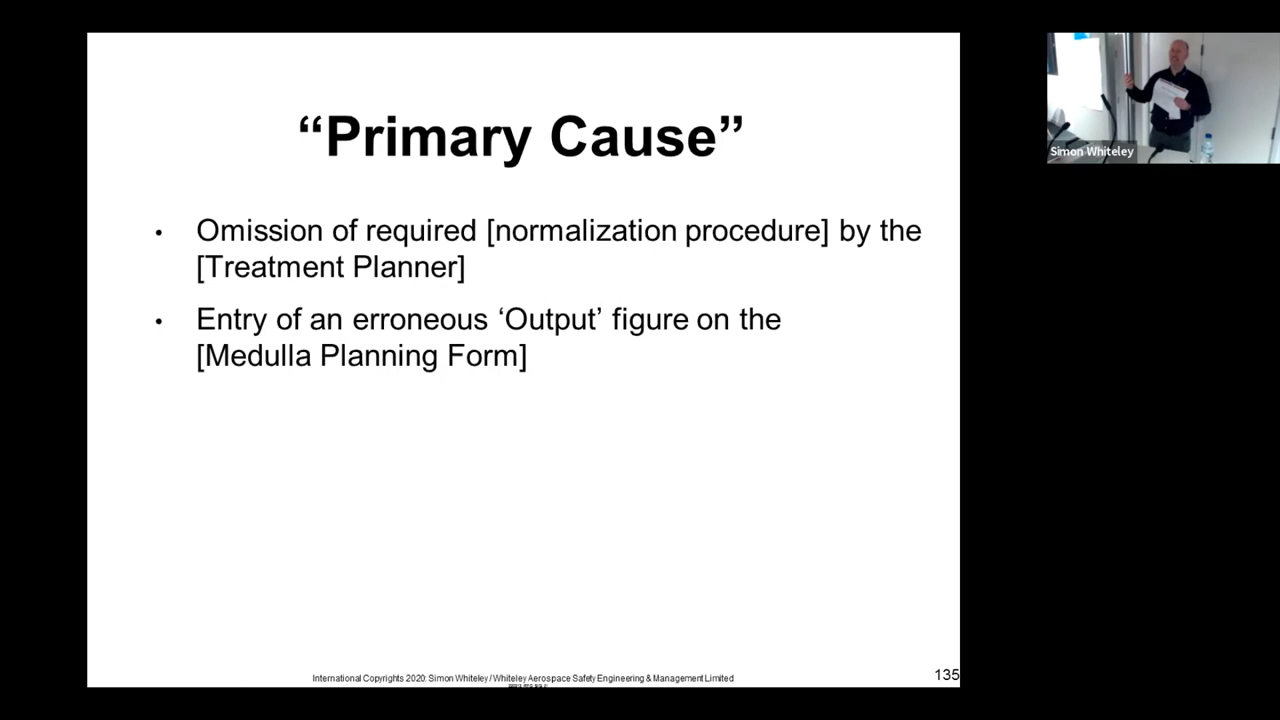 “Primary Cause”
• Omission of required [normalization procedure] by the
[Treatment Planner]
• Entry of an erroneous ‘Output’ figure on the
[Medulla Planning Form]
International Copyrights 2020: Simon Whiteley / Whiteley Aerospace Safety Engineering & Management Limited
135
Simon Whiteley